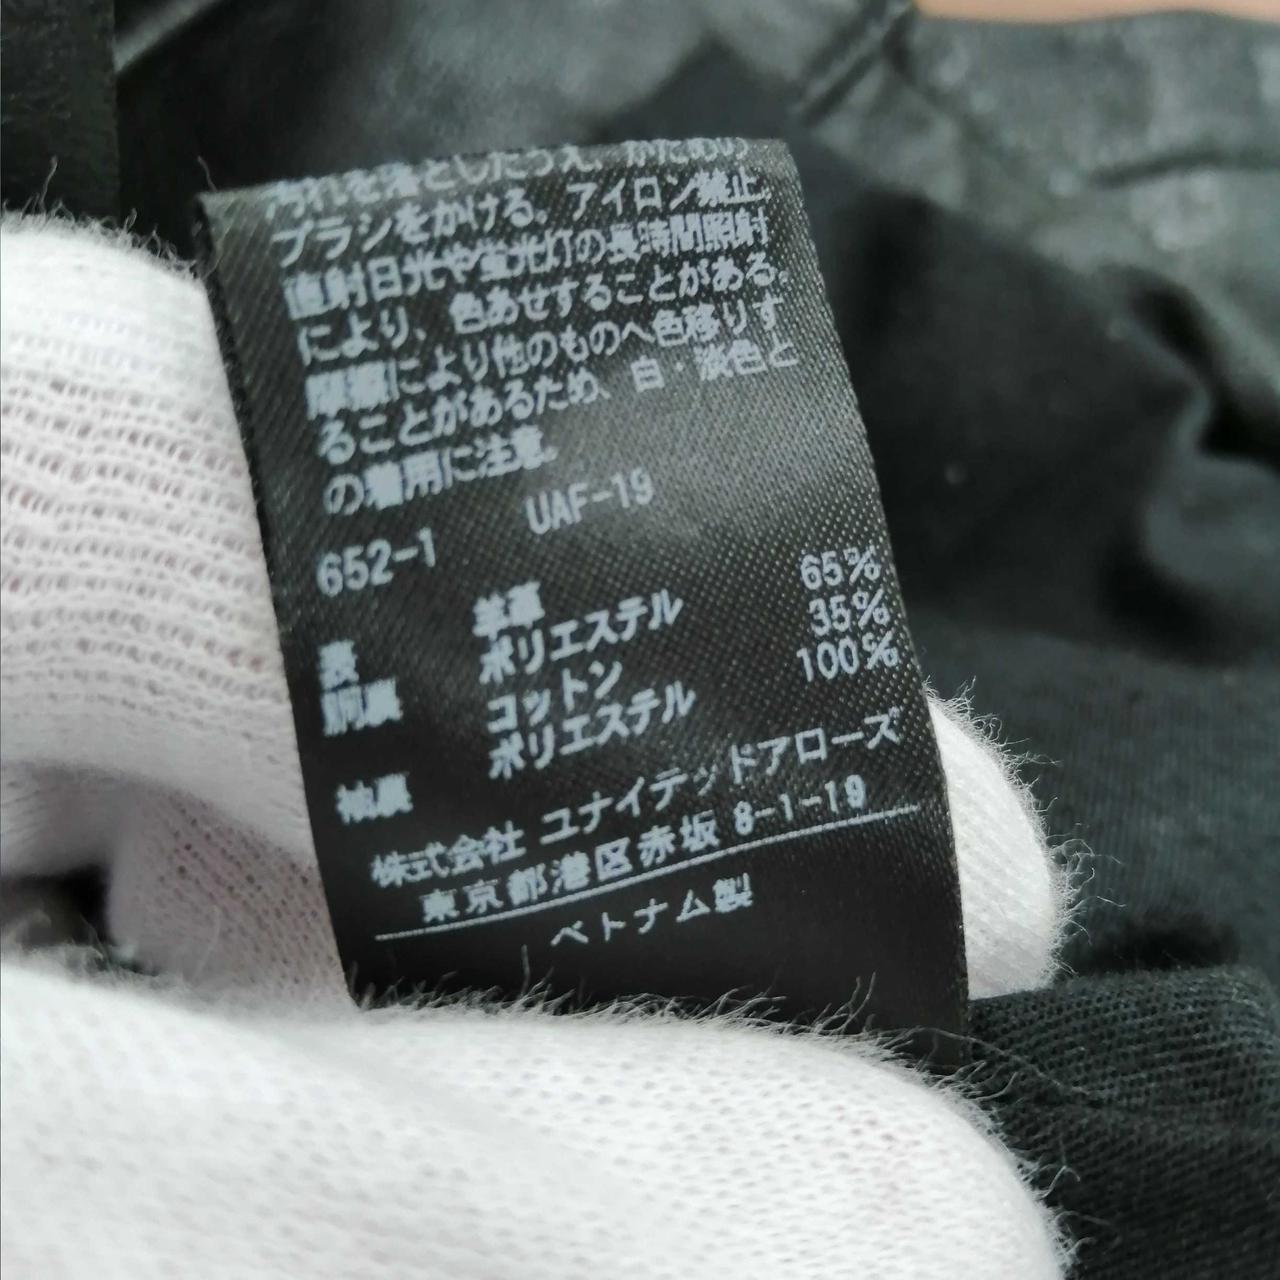 汚れを落としたうえ、かための
ブラシをかける。アイロン禁止。
直射日光や蛍光灯の長時間照射
により、色あせすることがある。
摩擦により他のものへ色移りす
ることがあるため、白・淡色と
の着用に注意。
652-1 UAF-19
表 羊革
胴裏 ポリエステル 65%
コットン 35%
袖裏 ポリエステル 100%
株式会社 ユナイテッドアローズ
東京都港区赤坂 8-1-19
ベトナム製